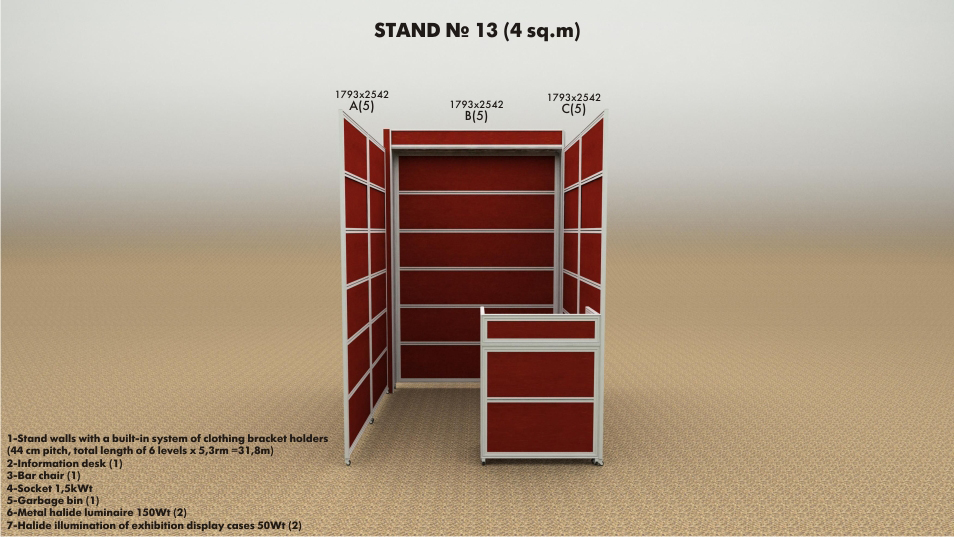 STAND № 13 (4 sq.m)
1793x2542
A(5)
1793x2542
B(5)
1793x2542
C(5)
1-Stand walls with a built-in system of clothing bracket holders
(44 cm pitch, total length of 6 levels x 5,3rm =31,8m)
2-Information desk (1)
3-Bar chair (1)
4-Socket 1,5kWt
5-Garbage bin (1)
6-Metal halide luminaire 150Wt (2)
7-Halide illumination of exhibition display cases 50Wt (2)